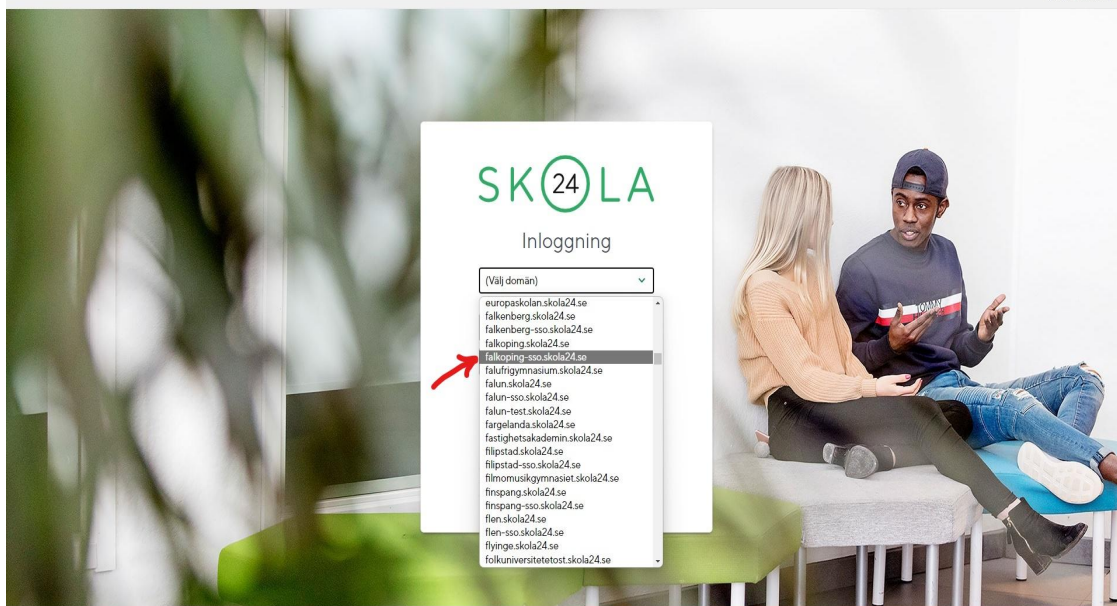 SK24LA
Inloggning
(Välj domän)
europaskolan.skola24.se
falkenberg.skola24.se
falkenberg-sso.skola24.se
falkoping.skola24.se
falkoping-sso.skola24.se
falufrigymnasium.skola24.se
falun.skola24.se
falun-sso.skola24.se
falun-test.skola24.se
fargelanda.skola24.se
fastighetsakademin.skola24.se
filipstad.skola24.se
filipstad-sso.skola24.se
filmomusikgymnasiet.skola24.se
finspang.skola24.se
finspang-sso.skola24.se
flen.skola24.se
flen-sso.skola24.se
flyinge.skola24.se
folkuniversitetetost.skola24.se